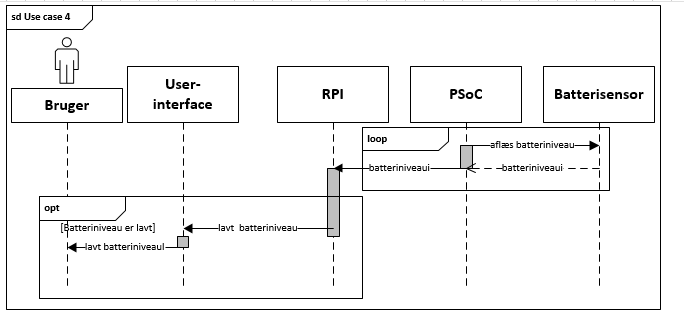 sd Use case 4
Bruger
User-
interface
RPI
PSoC
Batterisensor
loop
aflæs batteriniveau
batteriniveaui
batteriniveaui
opt
[Batteriniveau er lavt]
lavt batteriniveau
lavt batteriniveaul